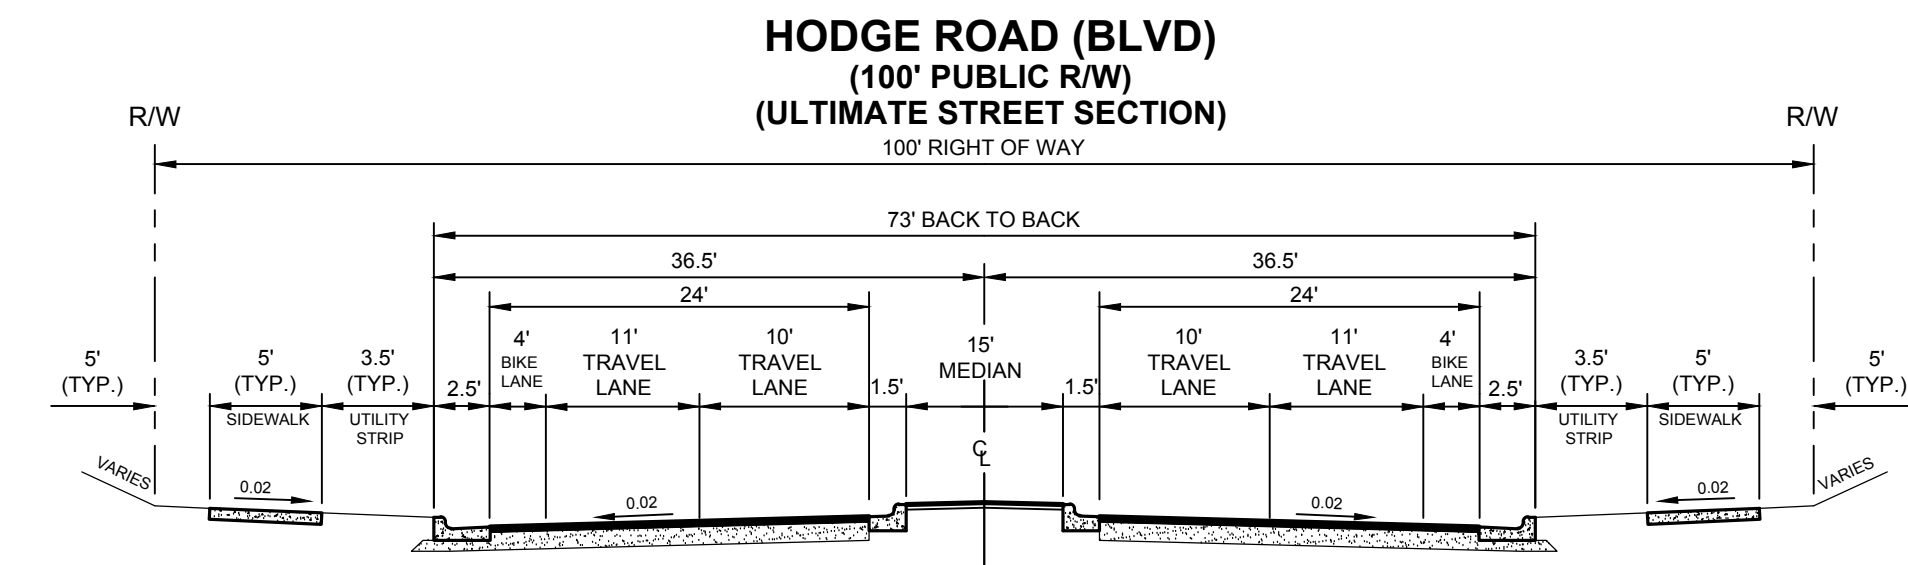 HODGE ROAD (BLVD)
(100' PUBLIC R/W)
(ULTIMATE STREET SECTION)
R/W
R/W
100' RIGHT OF WAY
73' BACK TO BACK
36.5'
36.5'
24'
24'
5'
(TYP.)
5'
(TYP.)
SIDEWALK
3.5'
(TYP.)
UTILITY
STRIP
2.5'
4'
BIKE
LANE
11'
TRAVEL
LANE
10'
TRAVEL
LANE
1.5'
15'
MEDIAN
1.5'
10'
TRAVEL
LANE
11'
TRAVEL
LANE
4'
BIKE
LANE
2.5'
3.5'
(TYP.)
UTILITY
STRIP
5'
(TYP.)
SIDEWALK
5'
(TYP.)
CL
VARIES
0.02
0.02
0.02
0.02
VARIES